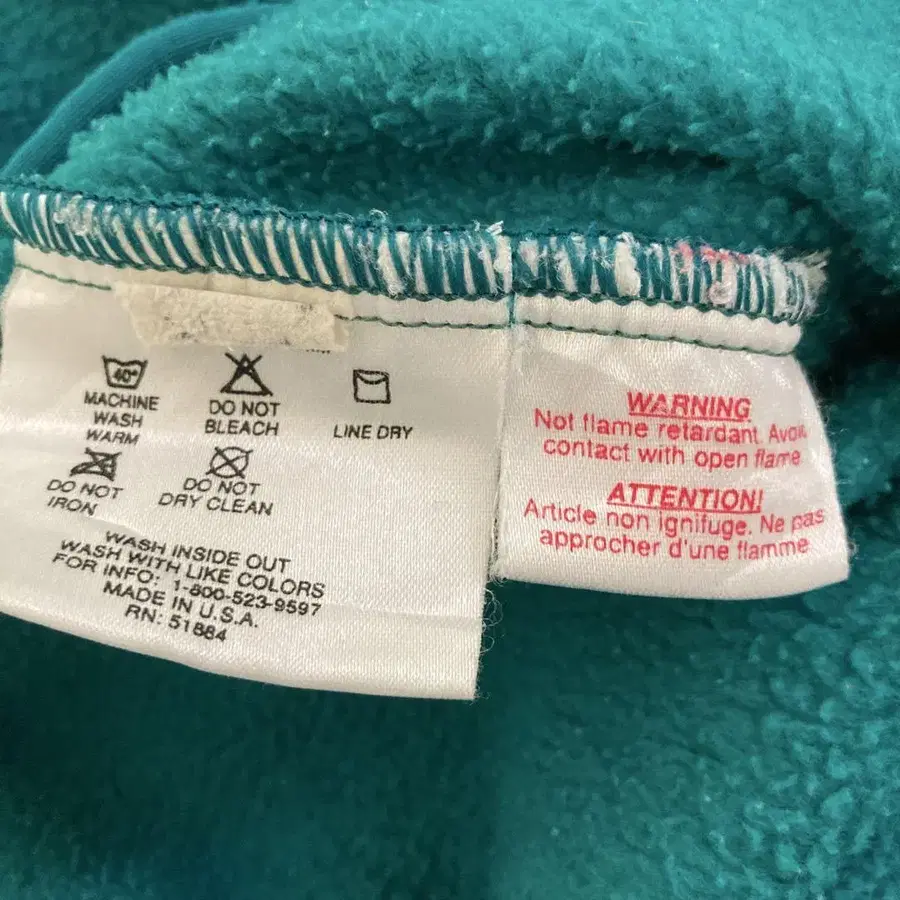 40°
MACHINE
WASH
WARM
DO NOT
BLEACH
LINE DRY
DO NOT
IRON
DO NOT
DRY CLEAN
WASH INSIDE OUT
WASH WITH LIKE COLORS
FOR INFO: 1-800-523-9597
MADE IN U.S.A.
RN: 51884
WARNING
Not flame retardant. Avoid
contact with open flame
ATTENTION!
Article non ignifuge. Ne pas
approcher d'une flamme